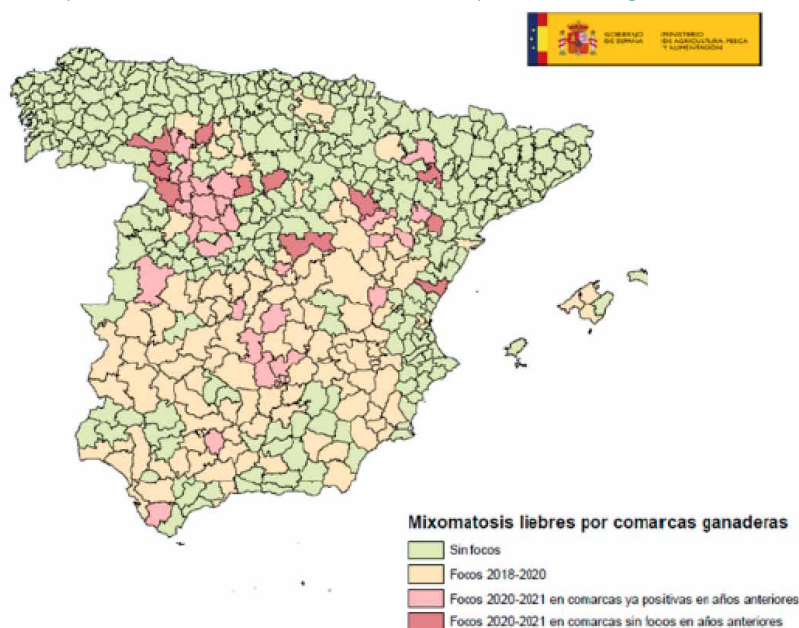 GOBIERNO
DE ESPAÑA
MINISTERIO
DE AGRICULTURA, PESCA
Y ALIMENTACIÓN
Mixomatosis liebres por comarcas ganaderas
Sin focos
Focos 2018-2020
Focos 2020-2021 en comarcas ya positivas en años anteriores
Focos 2020-2021 en comarcas sin focos en años anteriores